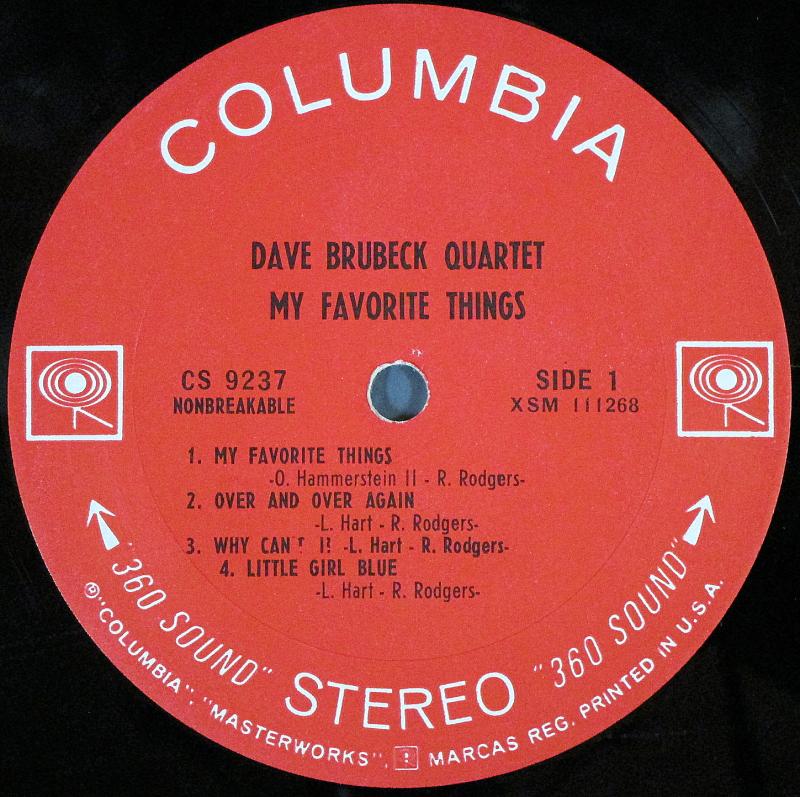 COLUMBIA
DAVE BRUBECK QUARTET
MY FAVORITE THINGS
CS 9237
NONBREAKABLE
SIDE 1
XSM 111268
1. MY FAVORITE THINGS
-O. Hammerstein II - R. Rodgers-
2. OVER AND OVER AGAIN
-L. Hart - R. Rodgers-
3. WHY CAN'T I? -L. Hart - R. Rodgers-
4. LITTLE GIRL BLUE
-L. Hart - R. Rodgers-
"360 SOUND" STEREO "360 SOUND"
Ⓡ "COLUMBIA", "MASTERWORKS", MARCAS REG. PRINTED IN U.S.A.